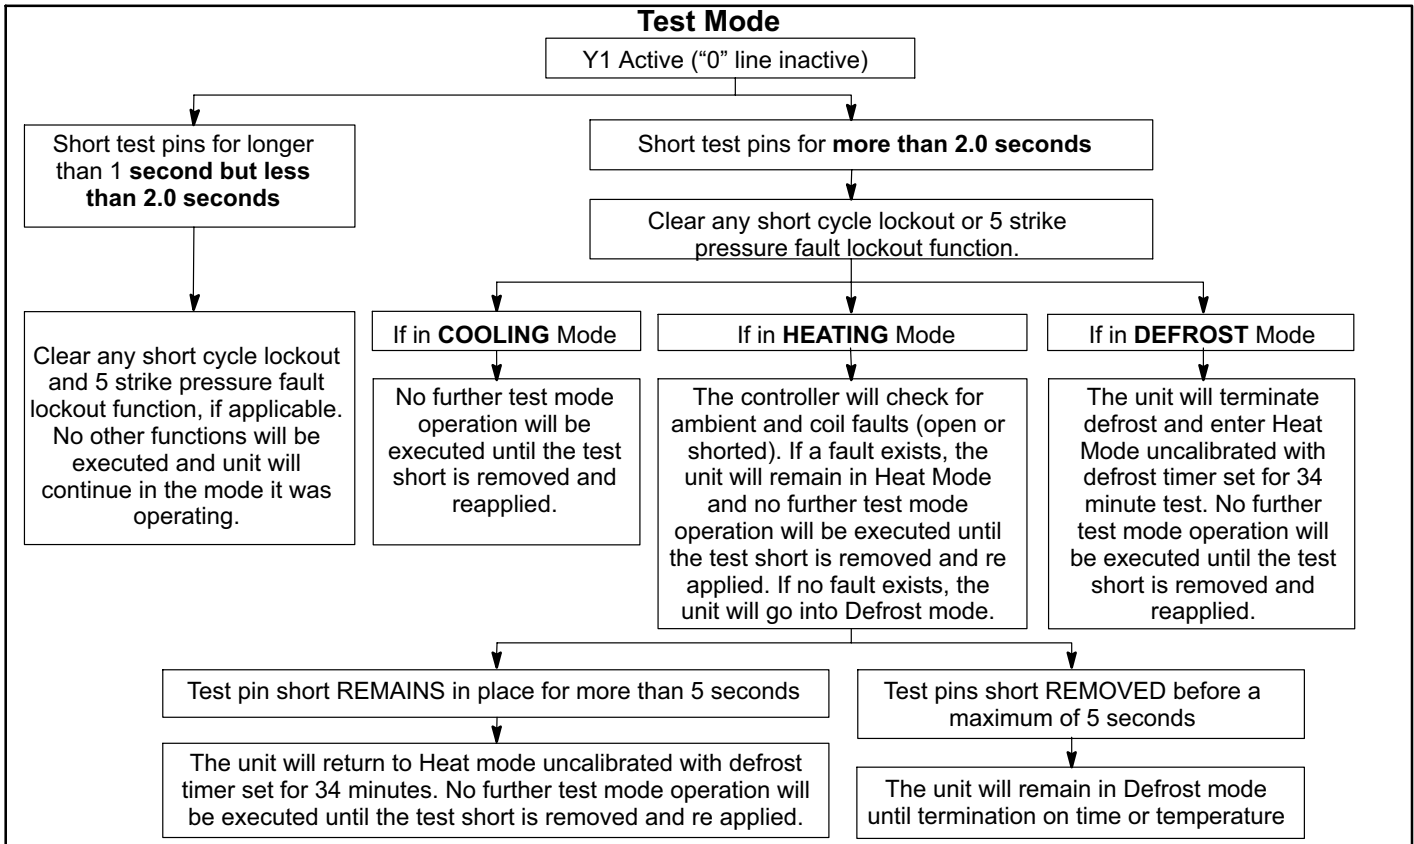 Test Mode
Y1 Active (“0” line inactive)
Short test pins for longer
than 1 second but less
than 2.0 seconds
Short test pins for more than 2.0 seconds
Clear any short cycle lockout or 5 strike
pressure fault lockout function.
Clear any short cycle lockout
and 5 strike pressure fault
lockout function, if applicable.
No other functions will be
executed and unit will
continue in the mode it was
operating.
If in COOLING Mode
No further test mode
operation will be
executed until the test
short is removed and
reapplied.
If in HEATING Mode
The controller will check for
ambient and coil faults (open or
shorted). If a fault exists, the
unit will remain in Heat Mode
and no further test mode
operation will be executed until
the test short is removed and re
applied. If no fault exists, the
unit will go into Defrost mode.
If in DEFROST Mode
The unit will terminate
defrost and enter Heat
Mode uncalibrated with
defrost timer set for 34
minute test. No further
test mode operation will
be executed until the test
short is removed and
reapplied.
Test pin short REMAINS in place for more than 5 seconds
The unit will return to Heat mode uncalibrated with defrost
timer set for 34 minutes. No further test mode operation will
be executed until the test short is removed and re applied.
Test pins short REMOVED before a
maximum of 5 seconds
The unit will remain in Defrost mode
until termination on time or temperature